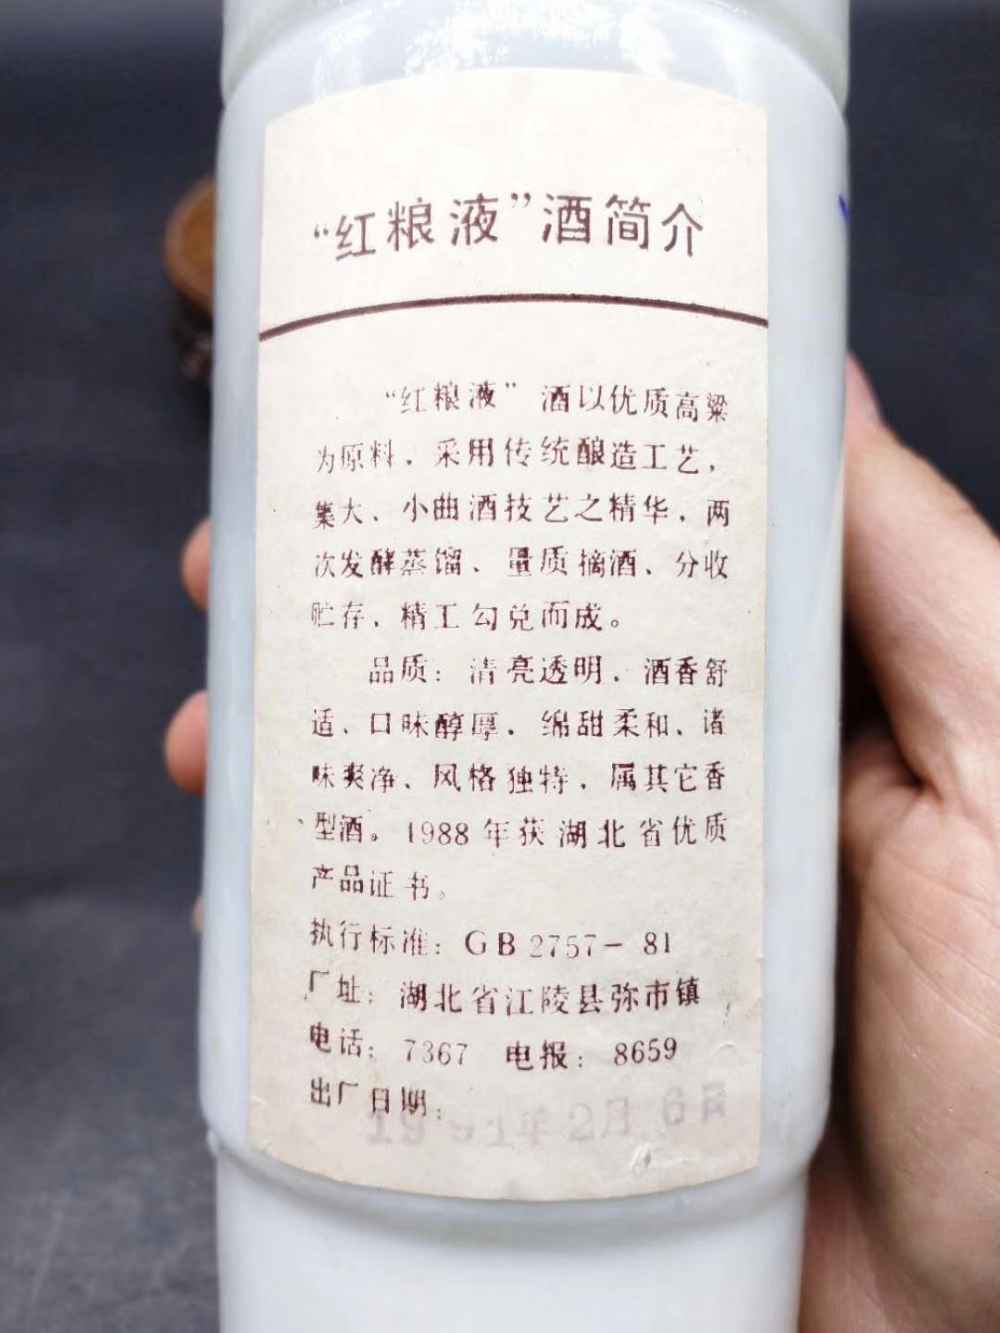 “红粮液”酒简介
“红粮液”酒以优质高粱
为原料，采用传统酿造工艺，
集大、小曲酒技艺之精华，两
次发酵蒸馏、量质摘酒、分收
贮存，精工勾兑而成。
品质：清亮透明，酒香舒
适、口味醇厚，绵甜柔和、诸
味爽净、风格独特，属其它香
型酒。1988年获湖北省优质
产品证书。
执行标准：GB2757－81
厂址：湖北省江陵县弥市镇
电话：7367 电报：8659
出厂日期：
1991年2月6日